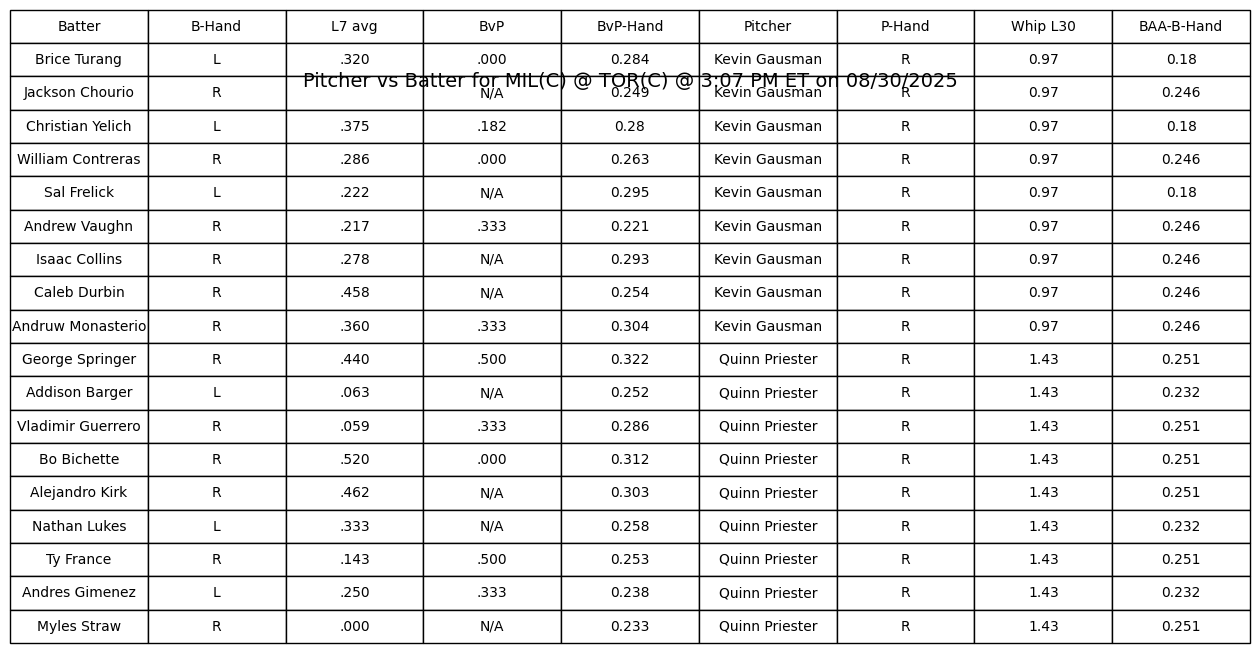 Batter B-Hand L7 avg BvP BvP-Hand Pitcher P-Hand Whip L30 BAA-B-Hand
Brice Turang L .320 .000 0.284 Kevin Gausman R 0.97 0.18
Pitcher vs Batter for MIL(C) @ TOR(C) @ 3:07 PM ET on 08/30/2025
Jackson Chourio R N/A 0.249 Kevin Gausman R 0.97 0.246
Christian Yelich L .375 .182 0.28 Kevin Gausman R 0.97 0.18
William Contreras R .286 .000 0.263 Kevin Gausman R 0.97 0.246
Sal Frelick L .222 N/A 0.295 Kevin Gausman R 0.97 0.18
Andrew Vaughn R .217 .333 0.221 Kevin Gausman R 0.97 0.246
Isaac Collins R .278 N/A 0.293 Kevin Gausman R 0.97 0.246
Caleb Durbin R .458 N/A 0.254 Kevin Gausman R 0.97 0.246
Andruw Monasterio R .360 .333 0.304 Kevin Gausman R 0.97 0.246
George Springer R .440 .500 0.322 Quinn Priester R 1.43 0.251
Addison Barger L .063 N/A 0.252 Quinn Priester R 1.43 0.232
Vladimir Guerrero R .059 .333 0.286 Quinn Priester R 1.43 0.251
Bo Bichette R .520 .000 0.312 Quinn Priester R 1.43 0.251
Alejandro Kirk R .462 N/A 0.303 Quinn Priester R 1.43 0.251
Nathan Lukes L .333 N/A 0.258 Quinn Priester R 1.43 0.232
Ty France R .143 .500 0.253 Quinn Priester R 1.43 0.251
Andres Gimenez L .250 .333 0.238 Quinn Priester R 1.43 0.232
Myles Straw R .000 N/A 0.233 Quinn Priester R 1.43 0.251